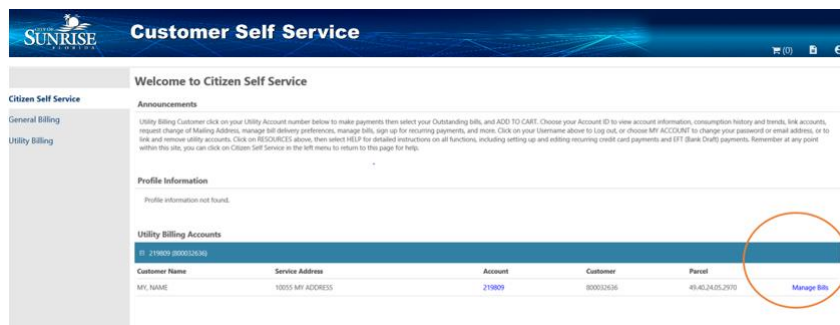 CITY OF
SUNRISE
FLORIDA
Customer Self Service
(0)
Welcome to Citizen Self Service
Citizen Self Service
General Billing
Utility Billing
Announcements
Utility Billing Customer click on your Utility Account number below to make payments then select your Outstanding bills, and ADD TO CART. Choose your Account ID to view account information, consumption history and trends, link accounts,
request change of Mailing Address, manage bill delivery preferences, manage bills, sign up for recurring payments, and more. Click on your Username above to Log out, or choose MY ACCOUNT to change your password or email address, or to
link and remove utility accounts. Click on RESOURCES above, then select HELP for detailed instructions on all functions, including setting up and editing recurring credit card payments and EFT (Bank Draft) payments. Remember at any point
within this site, you can click on Citizen Self Service in the left menu to return to this page for help.
Profile Information
Profile information not found.
Utility Billing Accounts
219809 (800032636)
Customer Name Service Address Account Customer Parcel
MY, NAME 10055 MY ADDRESS 219809 800032636 49.40.24.05.2970 Manage Bills